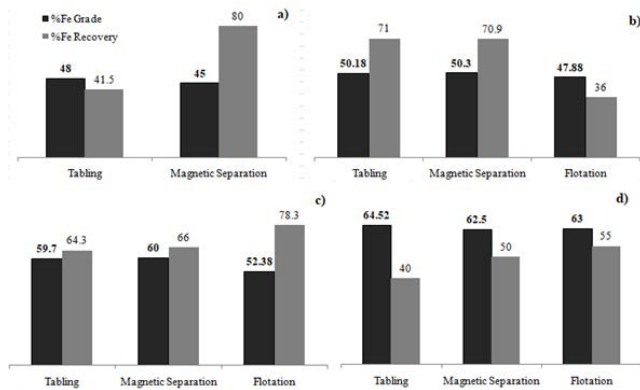 %Fe Grade
%Fe Recovery
a)
48
41.5
45
80
Tabling
Magnetic Separation
b)
50.18
71
50.3
70.9
47.88
36
Tabling
Magnetic Separation
Flotation
c)
59.7
64.3
60
66
52.38
78.3
Tabling
Magnetic Separation
Flotation
d)
64.52
40
62.5
50
63
55
Tabling
Magnetic Separation
Flotation